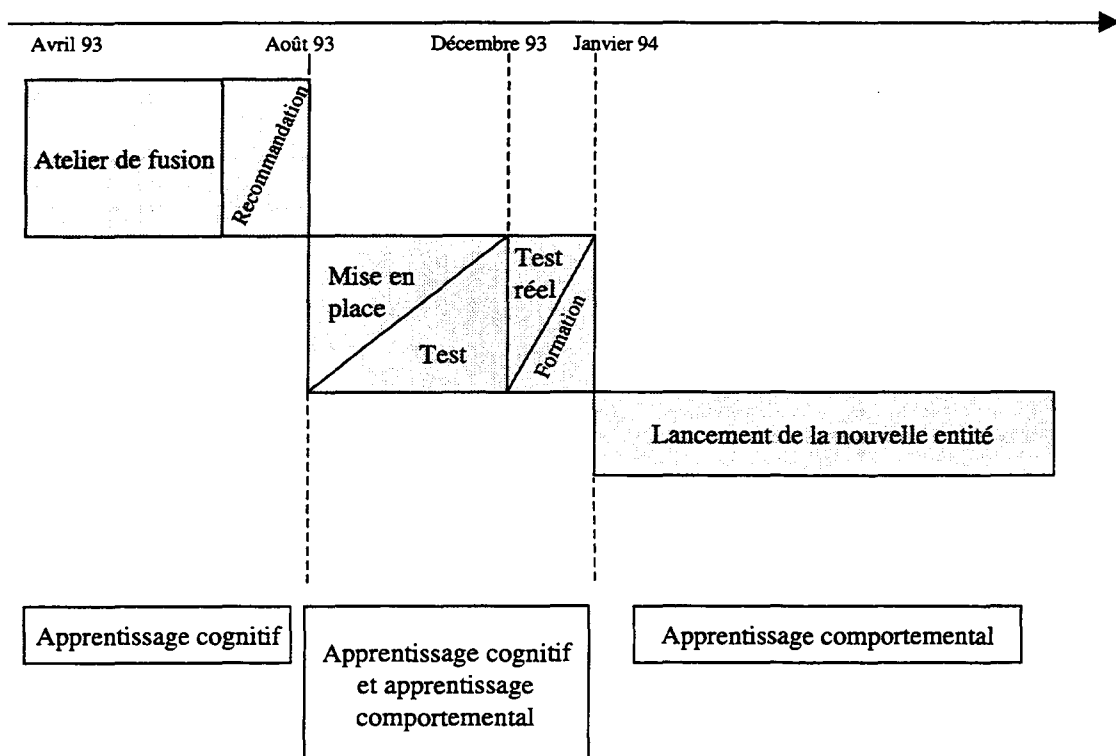 Avril 93
Août 93
Décembre 93
Janvier 94
Atelier de fusion
Recommandation
Mise en
place
Test
Test
réel
Formation
Lancement de la nouvelle entité
Apprentissage cognitif
Apprentissage cognitif
et apprentissage
comportemental
Apprentissage comportemental